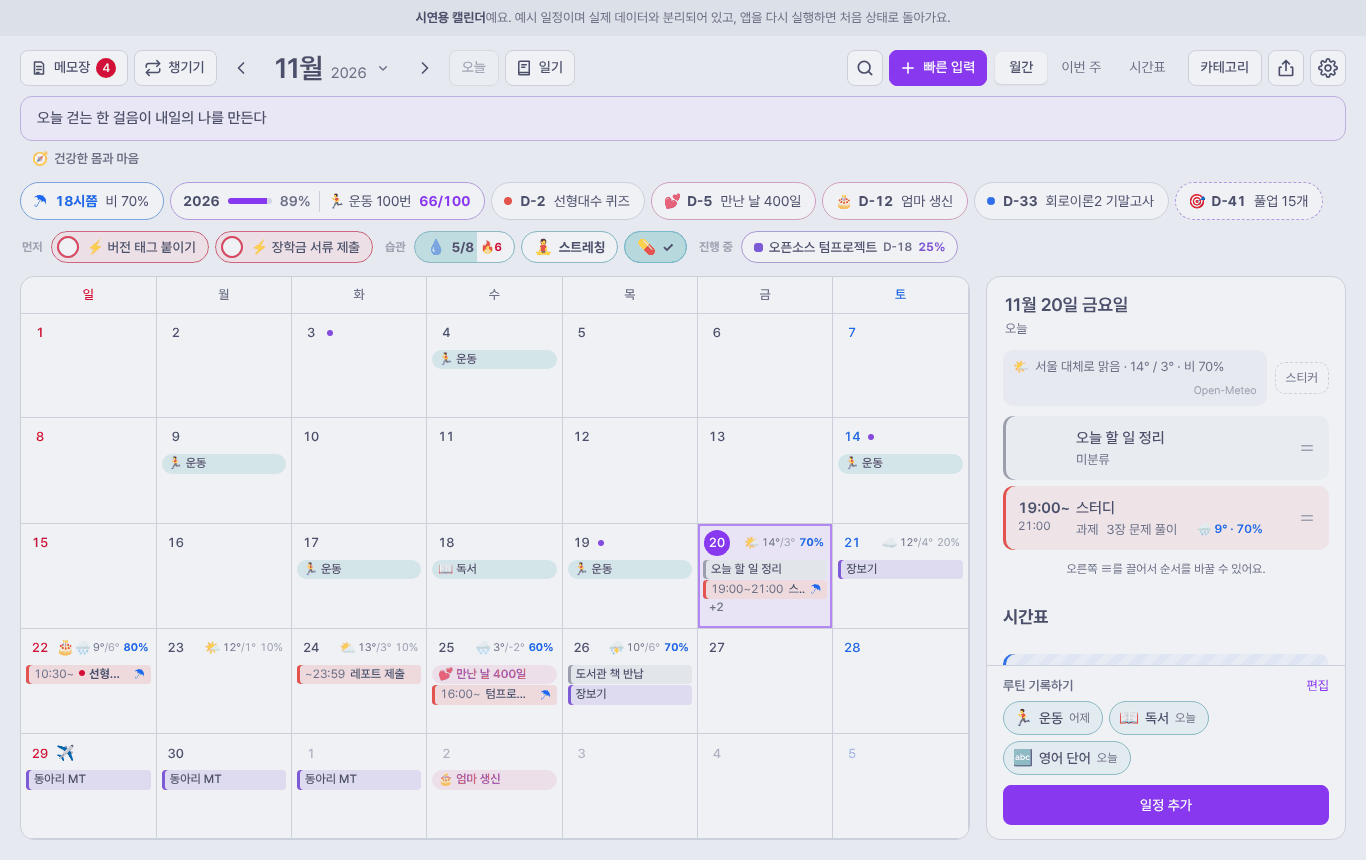 시연용 캘린더예요. 예시 일정이며 실제 데이터와 분리되어 있고, 앱을 다시 실행하면 처음 상태로 돌아가요.
메모장 4 챙기기 11월 2026 오늘 일기 빠른 입력 월간 이번 주 시간표 카테고리
오늘 걷는 한 걸음이 내일의 나를 만든다
🧭 건강한 몸과 마음
☂️ 18시쯤 비 70% 2026 89% 🏃 운동 100번 66/100 D-2 선형대수 퀴즈 💕 D-5 만난 날 400일 🎂 D-12 엄마 생신 D-33 회로이론2 기말고사 🎯 D-41 풀업 15개
먼저 ⚡ 버전 태그 붙이기 ⚡ 장학금 서류 제출 습관 💧 5/8 🔥6 🧘 스트레칭 💊 ✓ 진행 중 오픈소스 텀프로젝트 D-18 25%
일 월 화 수 목 금 토
1 2 3 4 5 6 7
🏃 운동
8 9 10 11 12 13 14
🏃 운동 🏃 운동
15 16 17 18 19 20 🌤️ 14°/3° 70% 21 ☁️ 12°/4° 20%
🏃 운동 📖 독서 🏃 운동 오늘 할 일 정리 장보기
19:00~21:00 스.. ☂️
+2
22 🎂 🌧️ 9°/6° 80% 23 🌤️ 12°/1° 10% 24 ⛅ 13°/3° 10% 25 🌧️ 3°/-2° 60% 26 ⛈️ 10°/6° 70% 27 28
10:30~ 선형... ☂️ ~23:59 레포트 제출 💕 만난 날 400일 도서관 책 반납
16:00~ 텀프로... ☂️ 장보기
29 ✈️ 30 1 2 3 4 5
동아리 MT 동아리 MT 동아리 MT 🎂 엄마 생신
11월 20일 금요일
오늘
🌤️ 서울 대체로 맑음 · 14° / 3° · 비 70%
Open-Meteo
스티커
오늘 할 일 정리
미분류
19:00~ 스터디
21:00 과제 3장 문제 풀이 🌧️ 9° · 70%
오른쪽 ≡를 끌어서 순서를 바꿀 수 있어요.
시간표
루틴 기록하기 편집
🏃 운동 어제 📖 독서 오늘
🔤 영어 단어 오늘
일정 추가